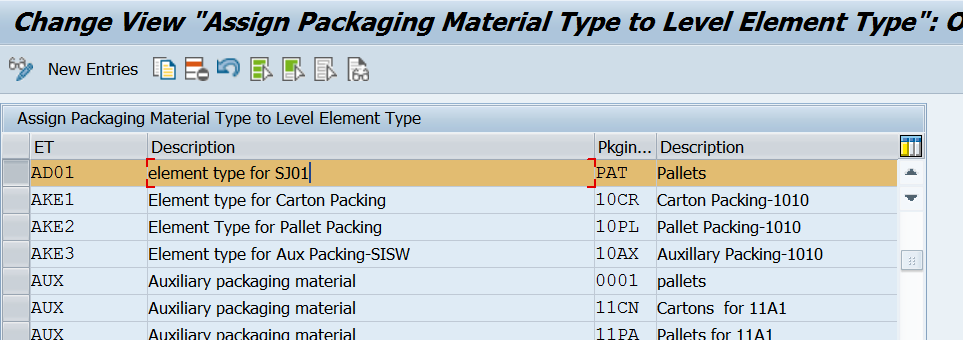 Change View "Assign Packaging Material Type to Level Element Type": O
New Entries
Assign Packaging Material Type to Level Element Type
ET Description Pkgin... Description
AD01 element type for SJ01 PAT Pallets
AKE1 Element type for Carton Packing 10CR Carton Packing-1010
AKE2 Element Type for Pallet Packing 10PL Pallet Packing-1010
AKE3 Element type for Aux Packing-SISW 10AX Auxillary Packing-1010
AUX Auxiliary packaging material 0001 pallets
AUX Auxiliary packaging material 11CN Cartons for 11A1
AUX Auxiliary packaging material 11PA Pallets for 11A1